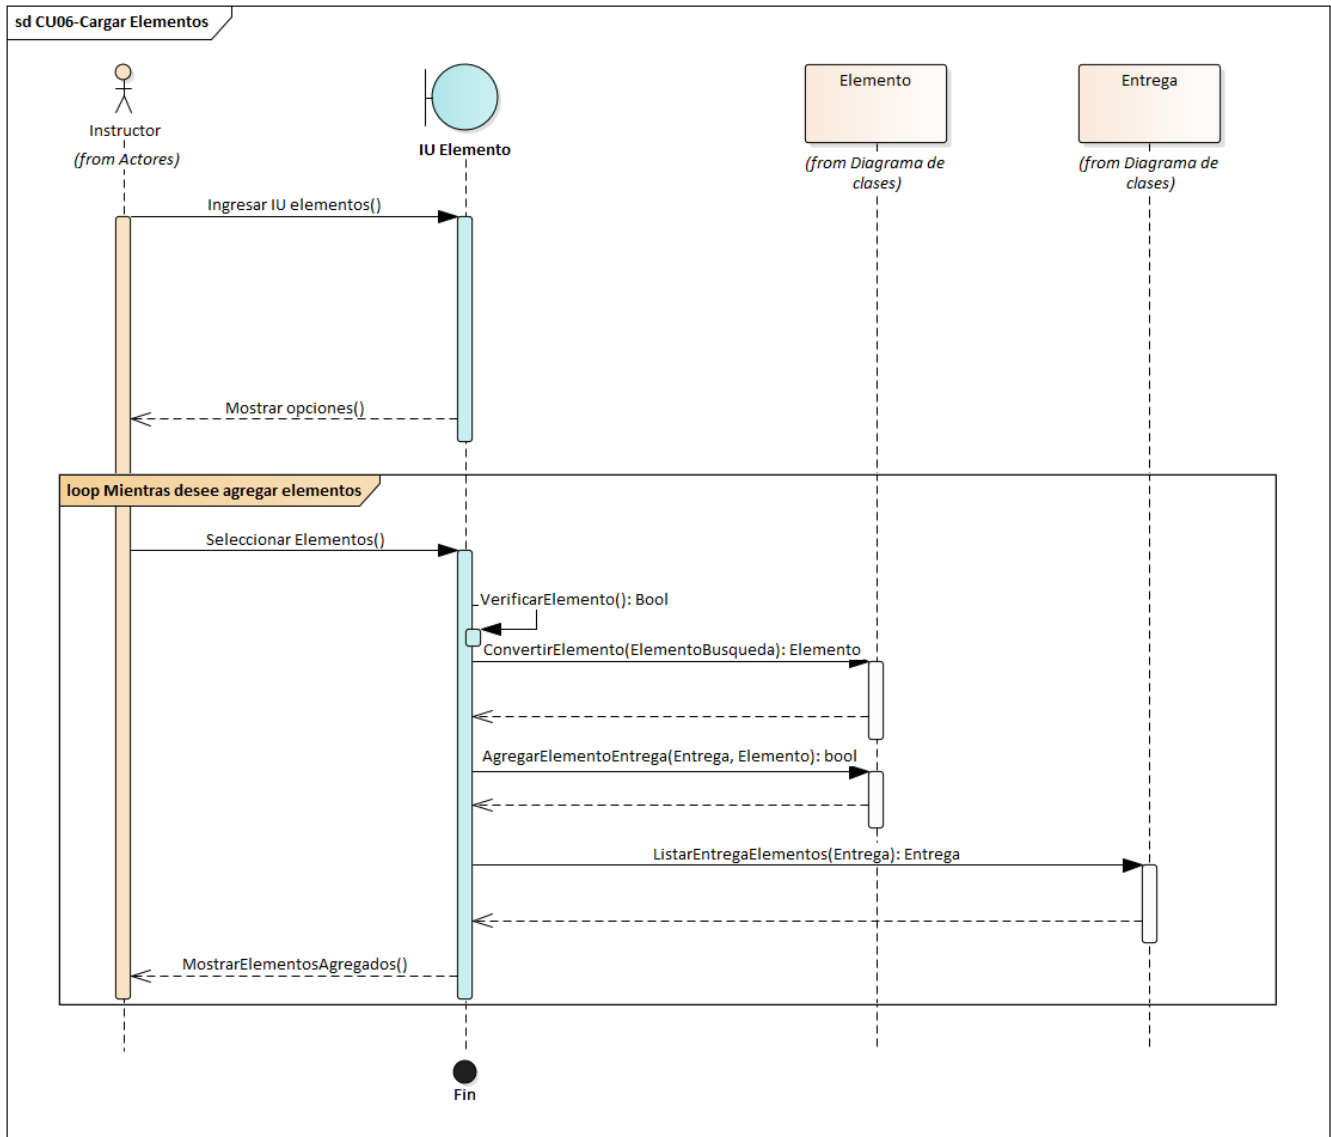 sd CU06-Cargar Elementos
Instructor
(from Actores)
IU Elemento
Elemento
(from Diagrama de
clases)
Entrega
(from Diagrama de
clases)
Ingresar IU elementos()
Mostrar opciones()
loop Mientras desee agregar elementos
Seleccionar Elementos()
VerificarElemento(): Bool
ConvertirElemento(ElementoBusqueda): Elemento
AgregarElementoEntrega(Entrega, Elemento): bool
ListarEntregaElementos(Entrega): Entrega
MostrarElementosAgregados()
Fin